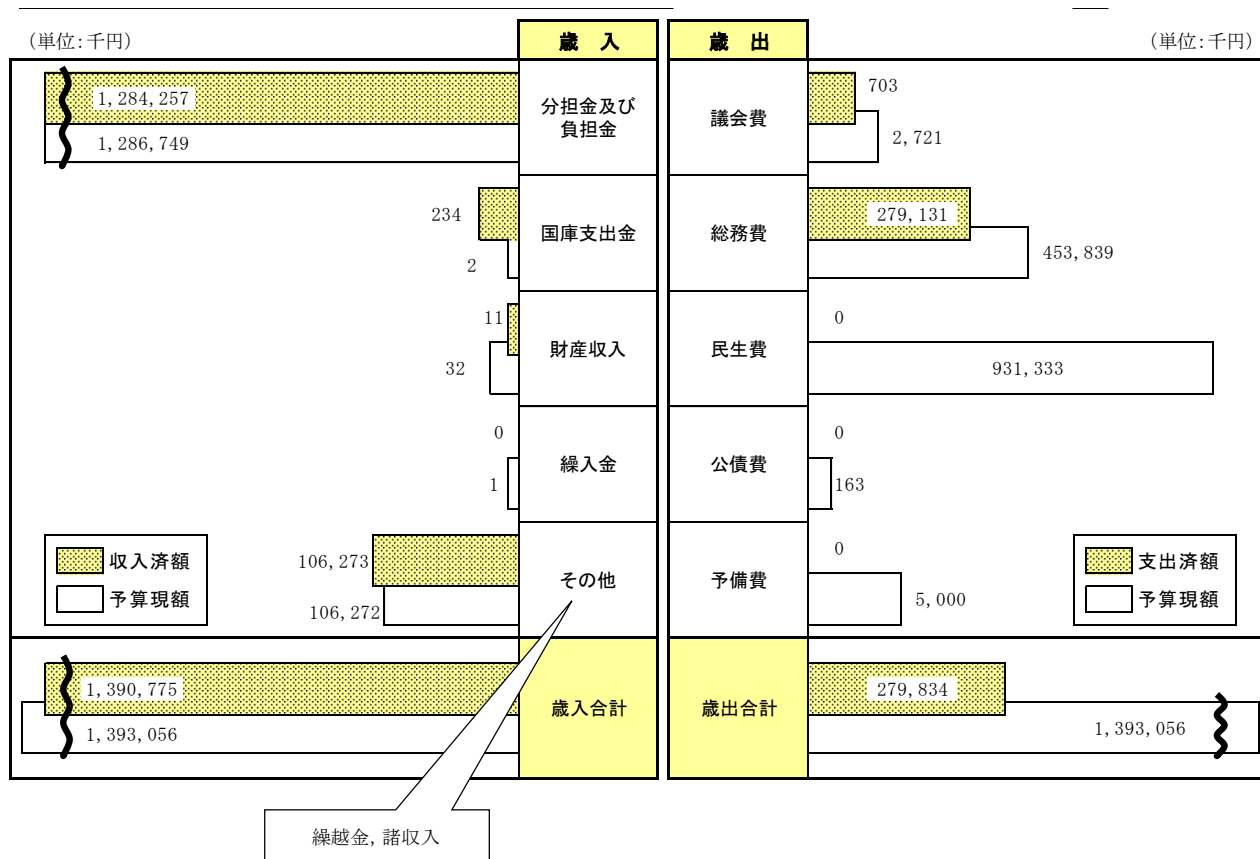 歳　入
歳　出
（単位：千円）
（単位：千円）
1,284,257
1,286,749
分担金及び
負担金
議会費
703
2,721
234
2
国庫支出金
総務費
279,131
453,839
11
32
財産収入
民生費
0
931,333
0
1
繰入金
公債費
0
163
収入済額
予算現額
106,273
106,272
その他
予備費
0
5,000
支出済額
予算現額
1,390,775
1,393,056
歳入合計
歳出合計
279,834
1,393,056
繰越金，諸収入